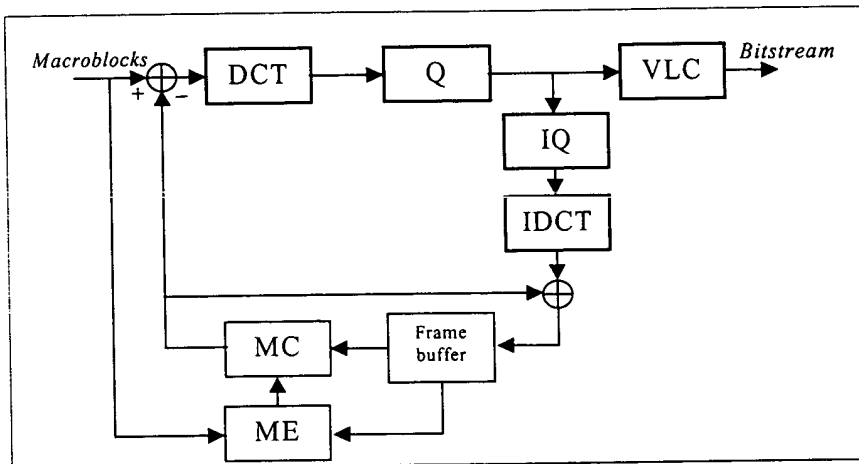 Macroblocks
+
-
DCT
Q
VLC
Bitstream
IQ
IDCT
MC
Frame
buffer
ME